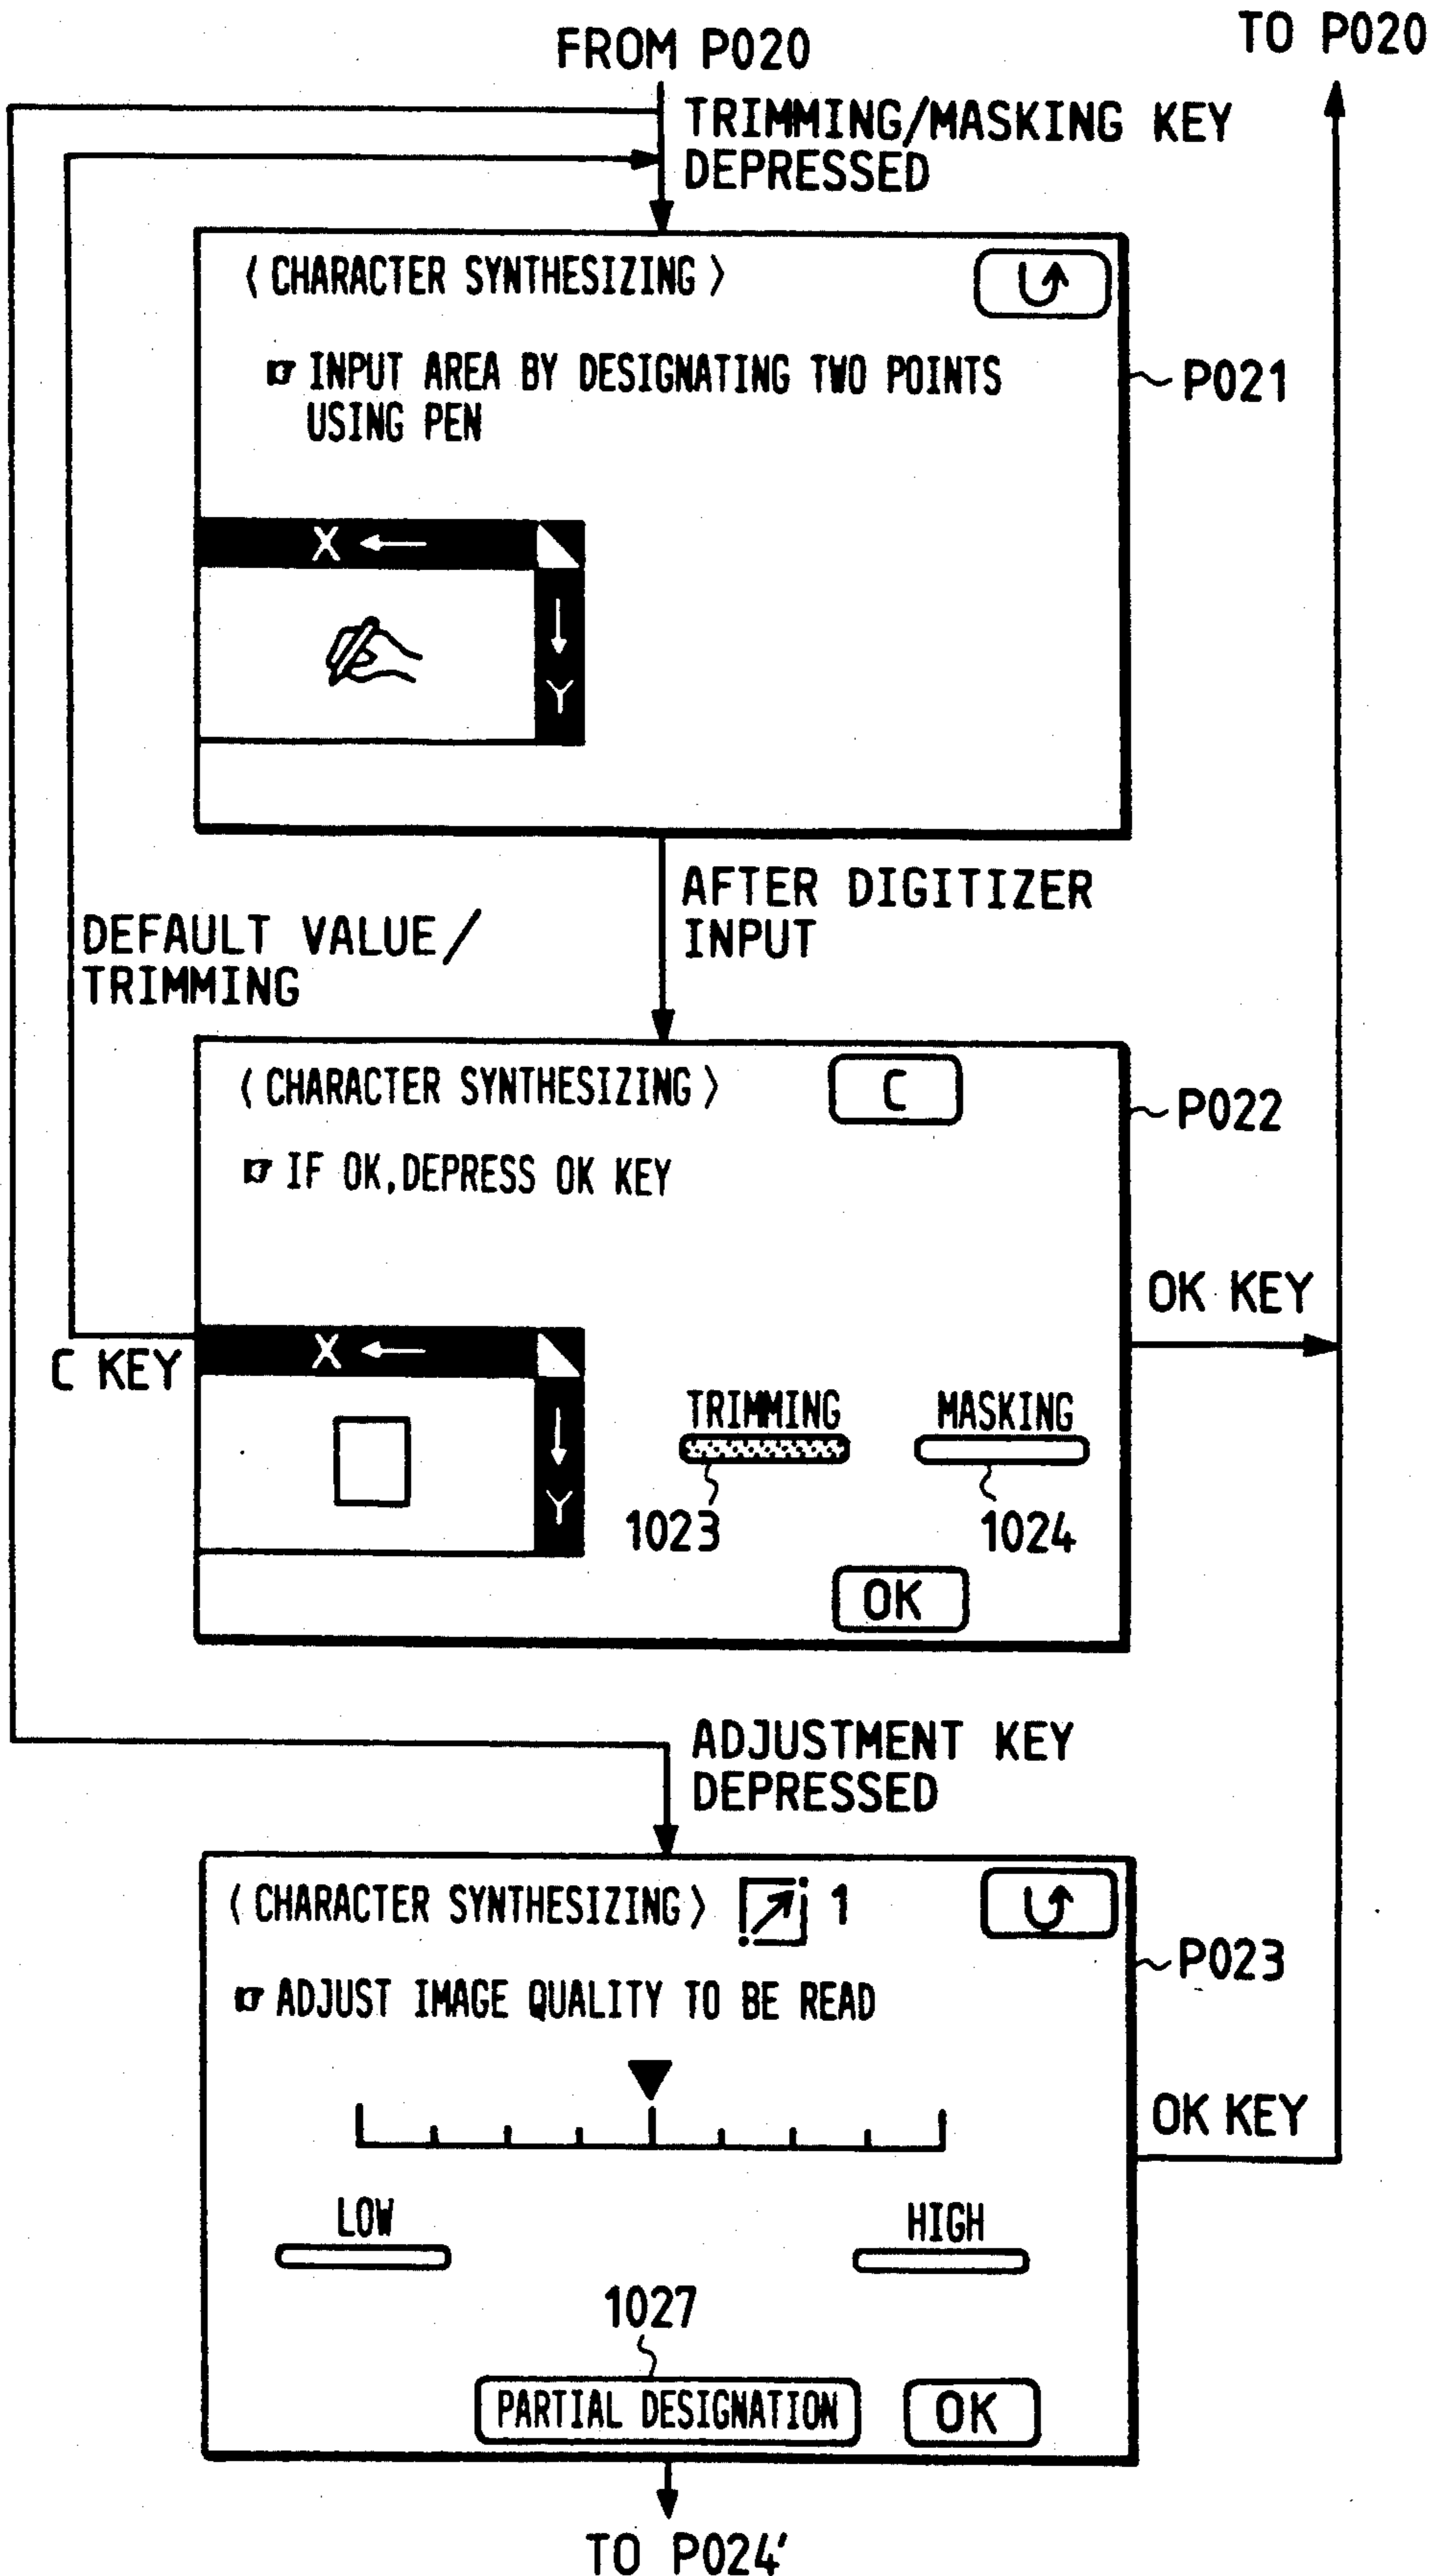 FROM P020
TO P020
TRIMMING/MASKING KEY
DEPRESSED
〈 CHARACTER SYNTHESIZING 〉
☞ INPUT AREA BY DESIGNATING TWO POINTS
USING PEN
P021
X ←
↓
Y
AFTER DIGITIZER
INPUT
DEFAULT VALUE/
TRIMMING
〈 CHARACTER SYNTHESIZING 〉
C
P022
☞ IF OK, DEPRESS OK KEY
OK KEY
C KEY
X ←
↓
Y
TRIMMING
MASKING
1023
1024
OK
ADJUSTMENT KEY
DEPRESSED
〈 CHARACTER SYNTHESIZING 〉 1
P023
☞ ADJUST IMAGE QUALITY TO BE READ
OK KEY
LOW
HIGH
1027
PARTIAL DESIGNATION
OK
TO P024'